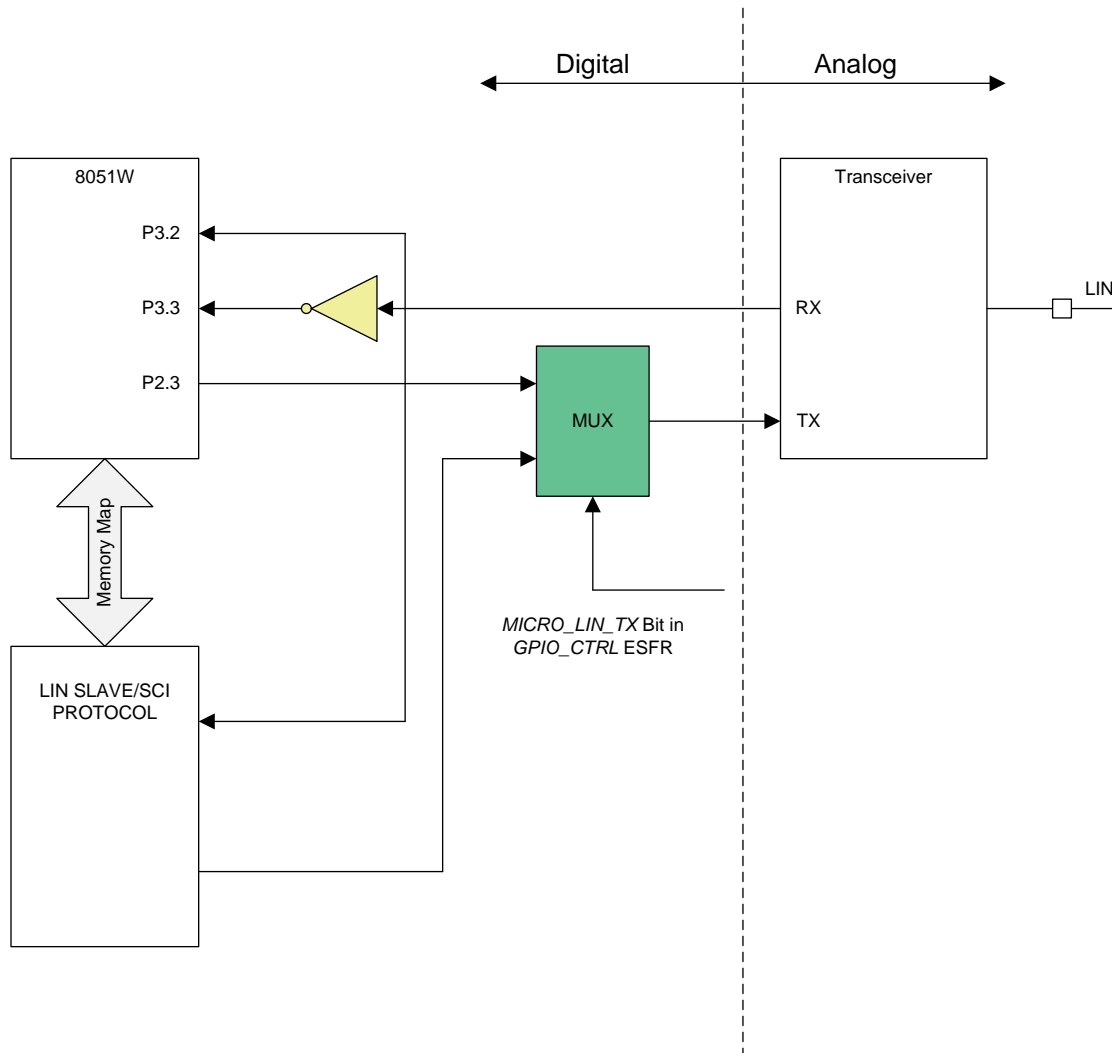 Digital
Analog
8051W
P3.2
P3.3
P2.3
Transceiver
RX
TX
LIN
MUX
Memory Map
MICRO_LIN_TX Bit in
GPIO_CTRL ESFR
LIN SLAVE/SCI
PROTOCOL